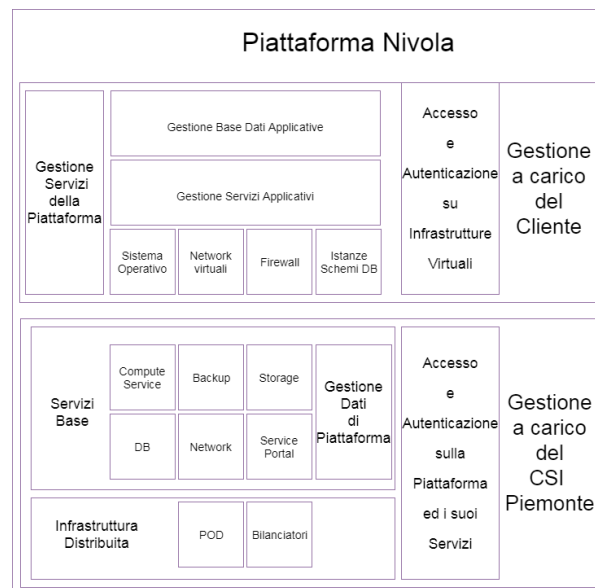 Piattaforma Nivola
Gestione
Servizi
della
Piattaforma
Gestione Base Dati Applicative
Gestione Servizi Applicativi
Sistema
Operativo
Network
virtuali
Firewall
Istanze
Schemi DB
Accesso
e
Autenticazione
su
Infrastrutture
Virtuali
Gestione
a carico
del
Cliente
Servizi
Base
Compute
Service
Backup
Storage
DB
Network
Service
Portal
Gestione
Dati
di
Piattaforma
Accesso
e
Autenticazione
sulla
Piattaforma
ed i suoi
Servizi
Gestione
a carico
del
CSI
Piemonte
Infrastruttura
Distribuita
POD
Bilanciatori